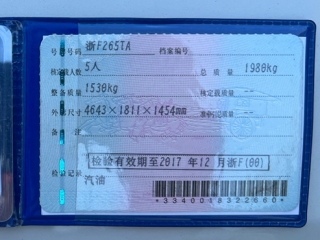 号牌号码 浙F265TA 档案编号
核定载人数 5人 总质量 1980kg
整备质量 1530kg 核定载质量 --
外廓尺寸 4643×1811×1454mm 准牵引总质量 --
备注
检验有效期至2017 年 12 月浙F(00)
检验记录
汽油
*3340018322660*